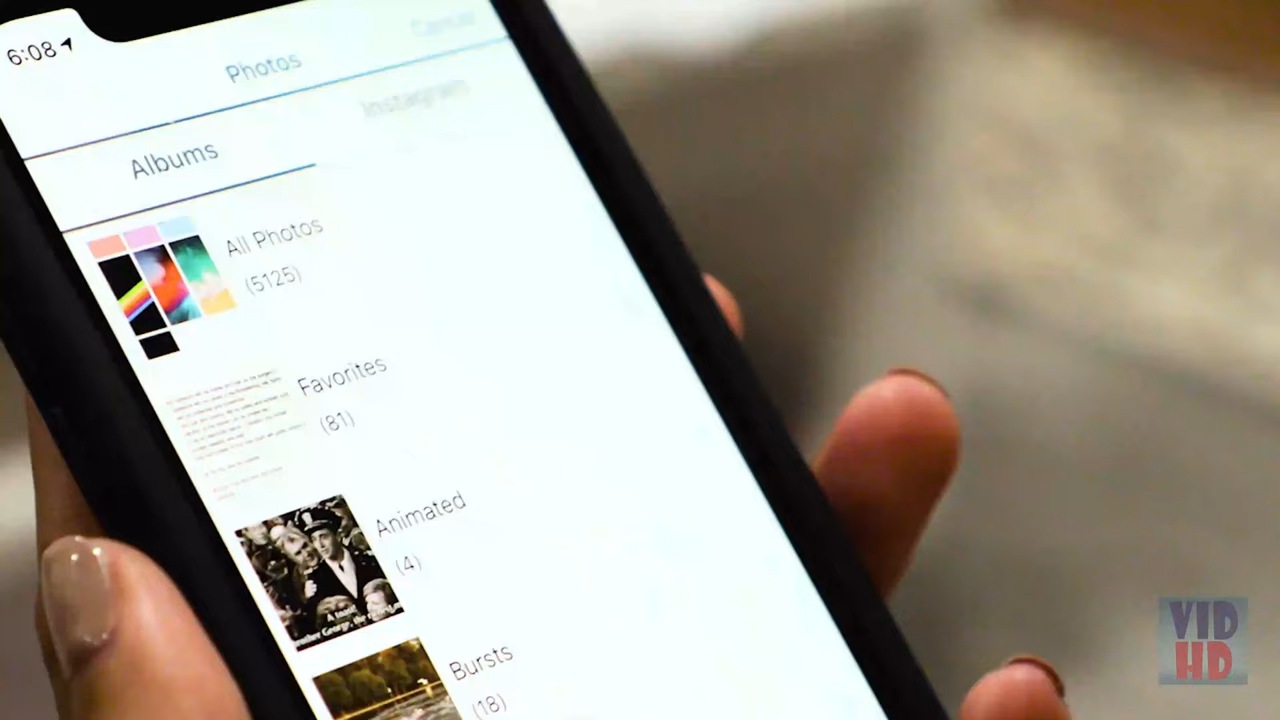 6:08
Photos
Cancel
Albums
Instagram
All Photos
(5125)
Favorites
(81)
Animated
(4)
Bursts
(18)
VID
HD